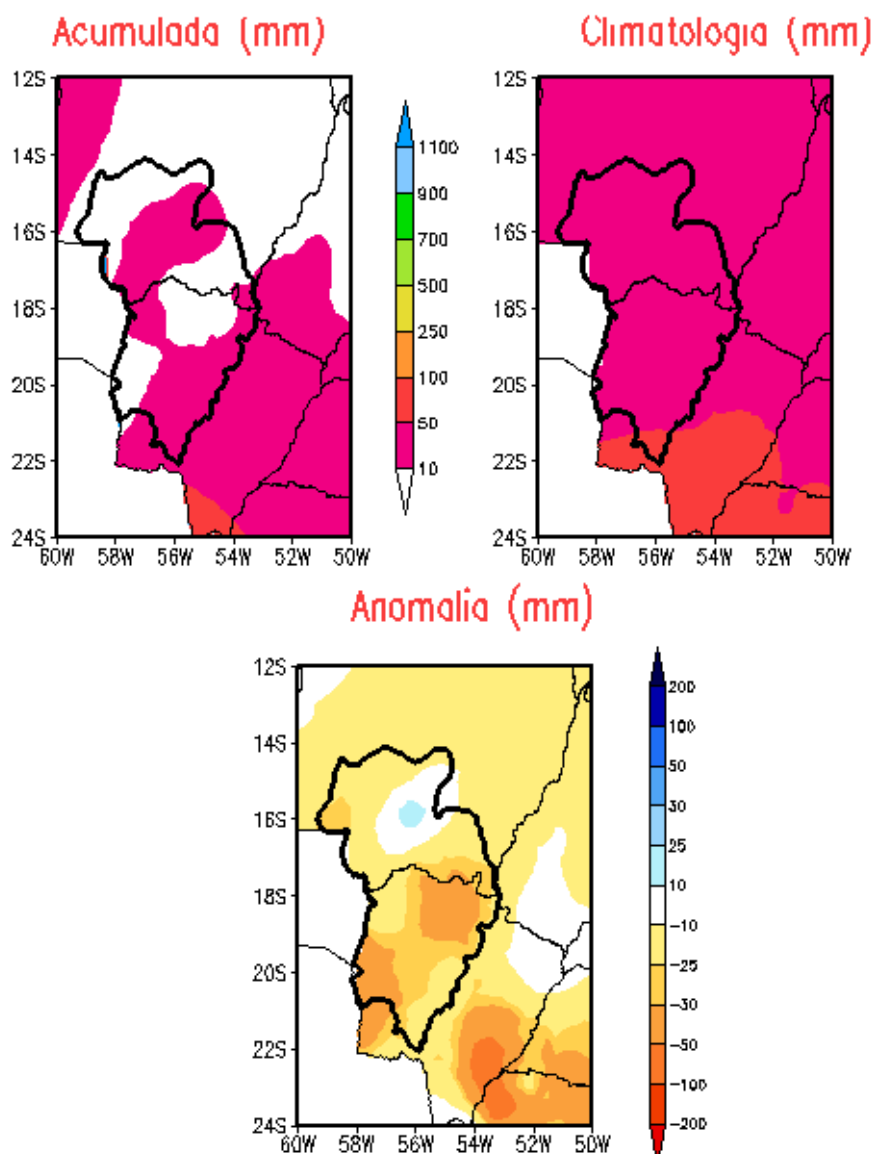 Acumulada (mm)
Climatologia (mm)
12S
14S
16S
18S
20S
22S
24S
60W 58W 56W 54W 52W 50W
1100
900
700
500
250
100
50
10
12S
14S
16S
18S
20S
22S
24S
60W 58W 56W 54W 52W 50W
Anomalia (mm)
12S
14S
16S
18S
20S
22S
24S
60W 58W 56W 54W 52W 50W
200
100
50
30
25
10
-10
-25
-30
-50
-100
-200